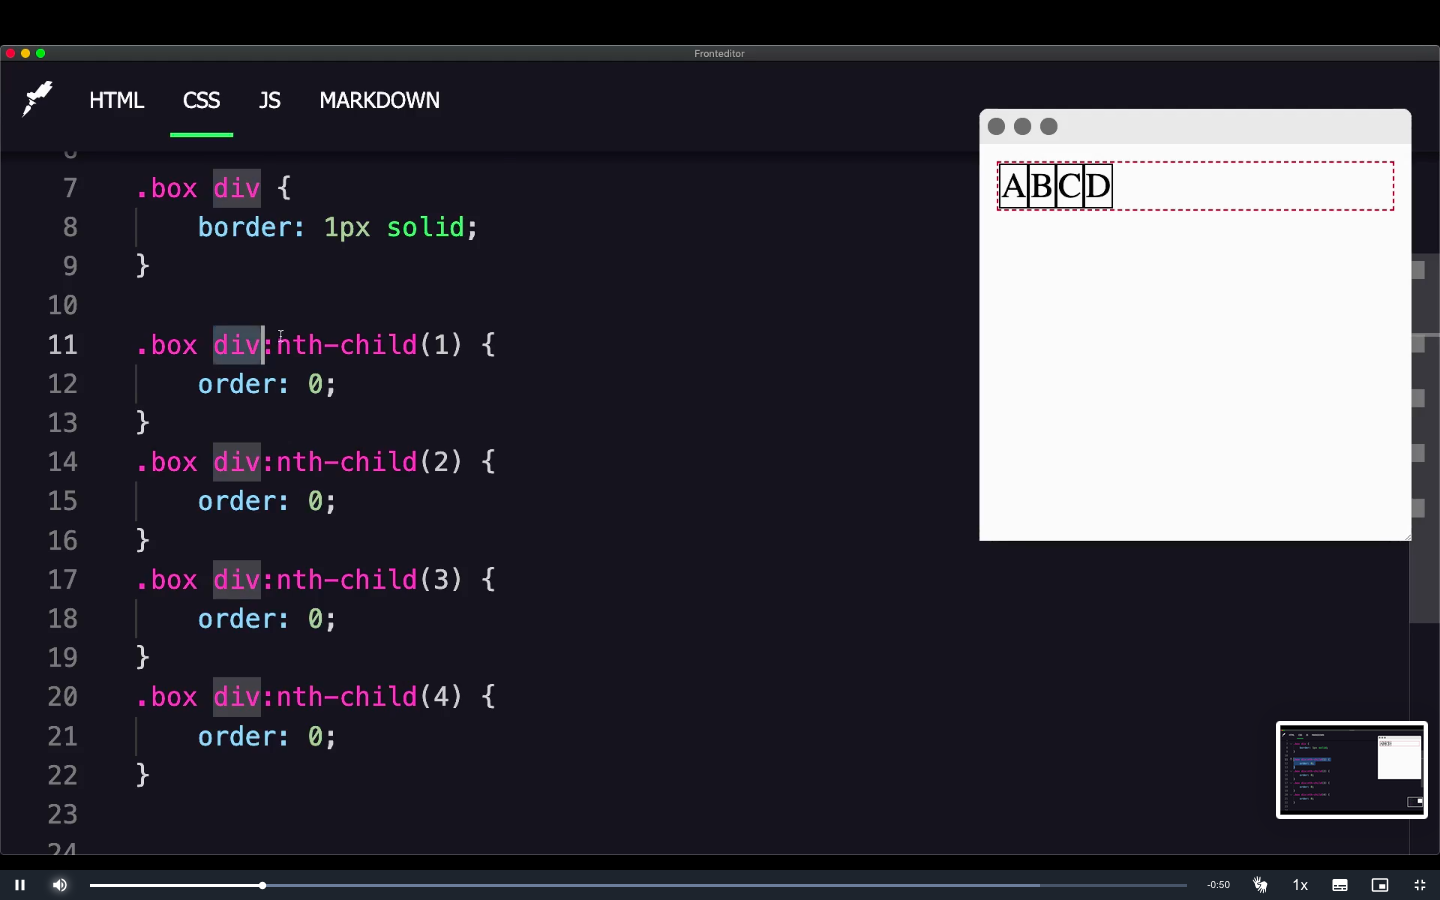 Fronteditor
HTML CSS JS MARKDOWN
7 .box div {
8 border: 1px solid;
9 }
10
11 .box div:nth-child(1) {
12 order: 0;
13 }
14 .box div:nth-child(2) {
15 order: 0;
16 }
17 .box div:nth-child(3) {
18 order: 0;
19 }
20 .box div:nth-child(4) {
21 order: 0;
22 }
23
24
ABCD
-0:50 1x